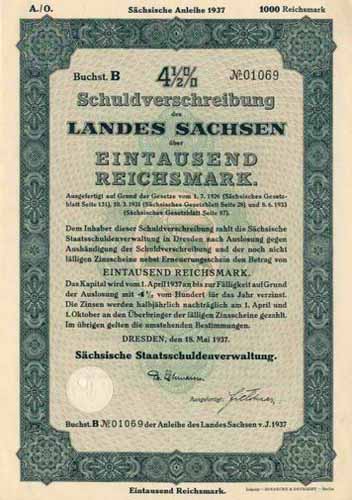 A./O. Sächsische Anleihe 1937 1000 Reichsmark
Buchst. B 4½% №01069
Schuldverschreibung
des
LANDES SACHSEN
über
EINTAUSEND
REICHSMARK.
Ausgefertigt auf Grund der Gesetze vom 1. 7. 1926 (Sächsisches Gesetz-
blatt Seite 131), 10. 3. 1931 (Sächsisches Gesetzblatt Seite 28) und 8. 6. 1933
(Sächsisches Gesetzblatt Seite 87).
Dem Inhaber dieser Schuldverschreibung zahlt die Sächsische
Staatsschuldenverwaltung in Dresden nach Auslosung gegen
Aushändigung der Schuldverschreibung und der noch nicht
fälligen Zinsscheine nebst Erneuerungsschein den Betrag von
EINTAUSEND REICHSMARK.
Das Kapital wird vom 1. April 1937 an bis zur Fälligkeit auf Grund
der Auslosung mit 4½ vom Hundert für das Jahr verzinst.
Die Zinsen werden halbjährlich nachträglich am 1. April und
1. Oktober an den Überbringer der fälligen Zinsscheine gezahlt.
Im übrigen gelten die umstehenden Bestimmungen.
DRESDEN, den 18. Mai 1937.
Sächsische Staatsschuldenverwaltung.
Ausgefertigt:
Buchst. B №01069 der Anleihe des Landes Sachsen v. J. 1937
Eintausend Reichsmark.